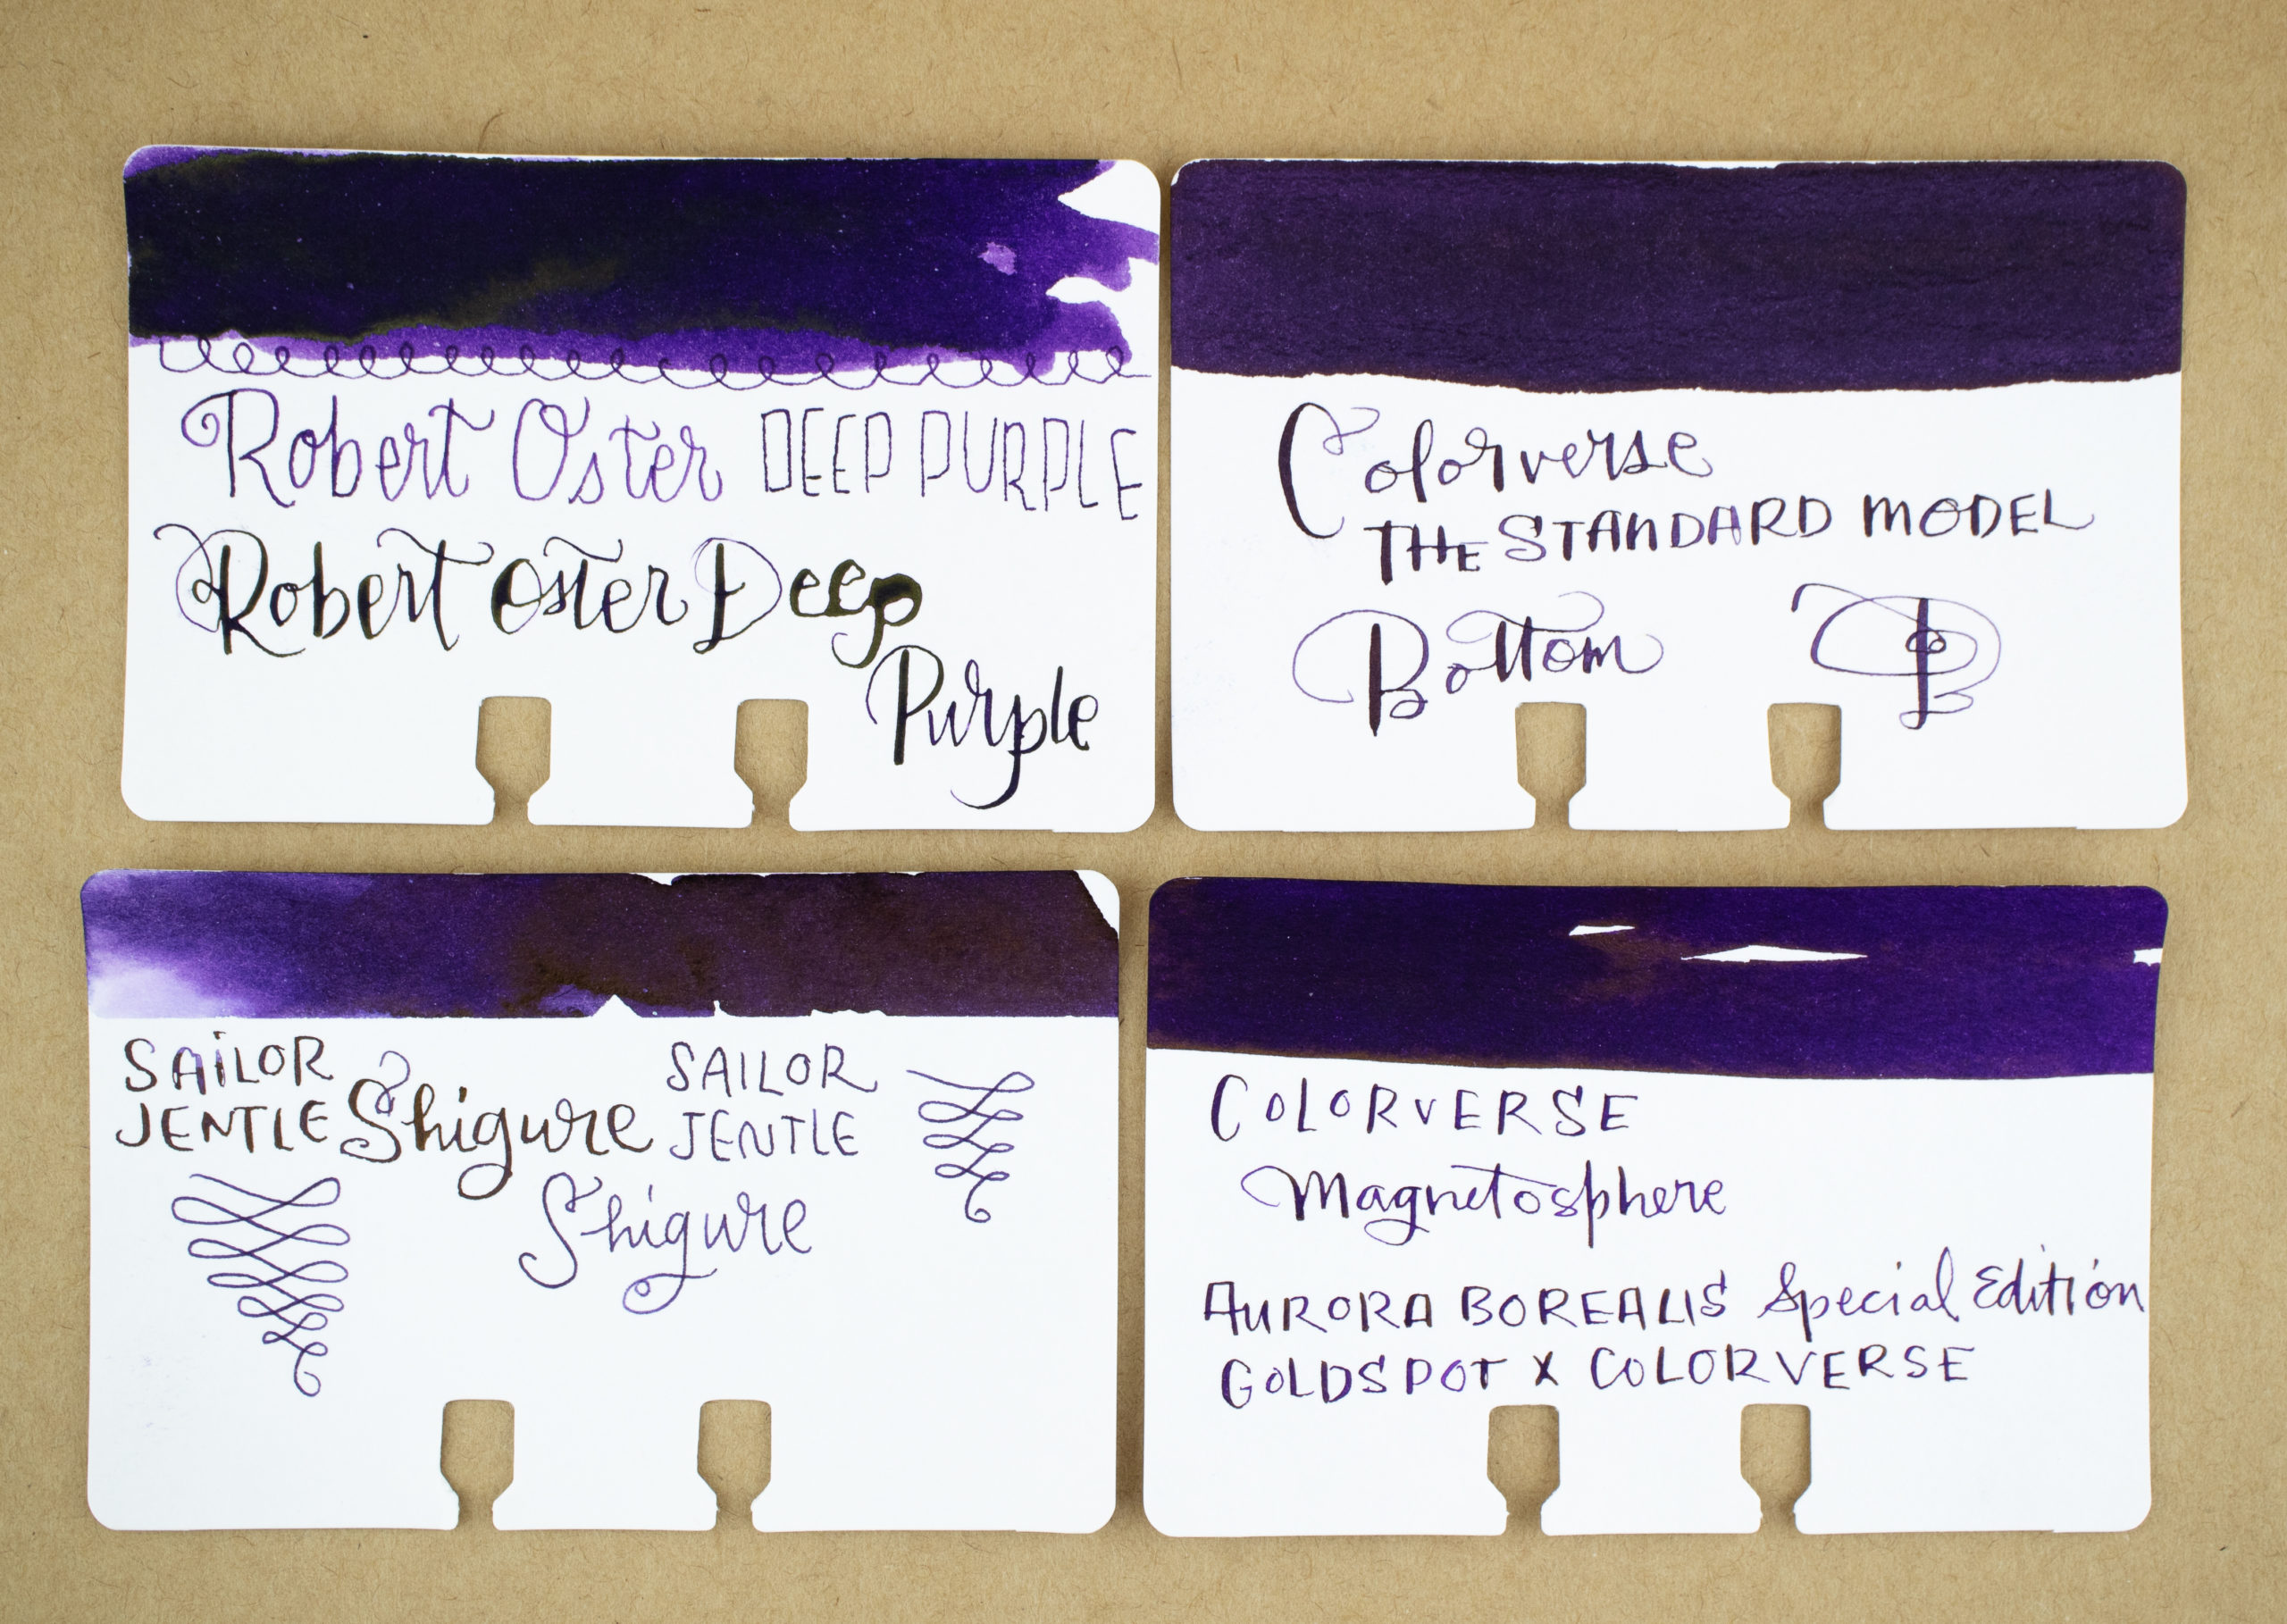 Robert Oster DEEP PURPLE
Robert Oster Deep
Purple
Colorverse
THE STANDARD MODEL
Bottom B
SAILOR
JENTLE Shigure
SAILOR
JENTLE
Shigure
COLORVERSE
Magnetosphere
AURORA BOREALIS Special Edition
GOLDSPOT X COLORVERSE